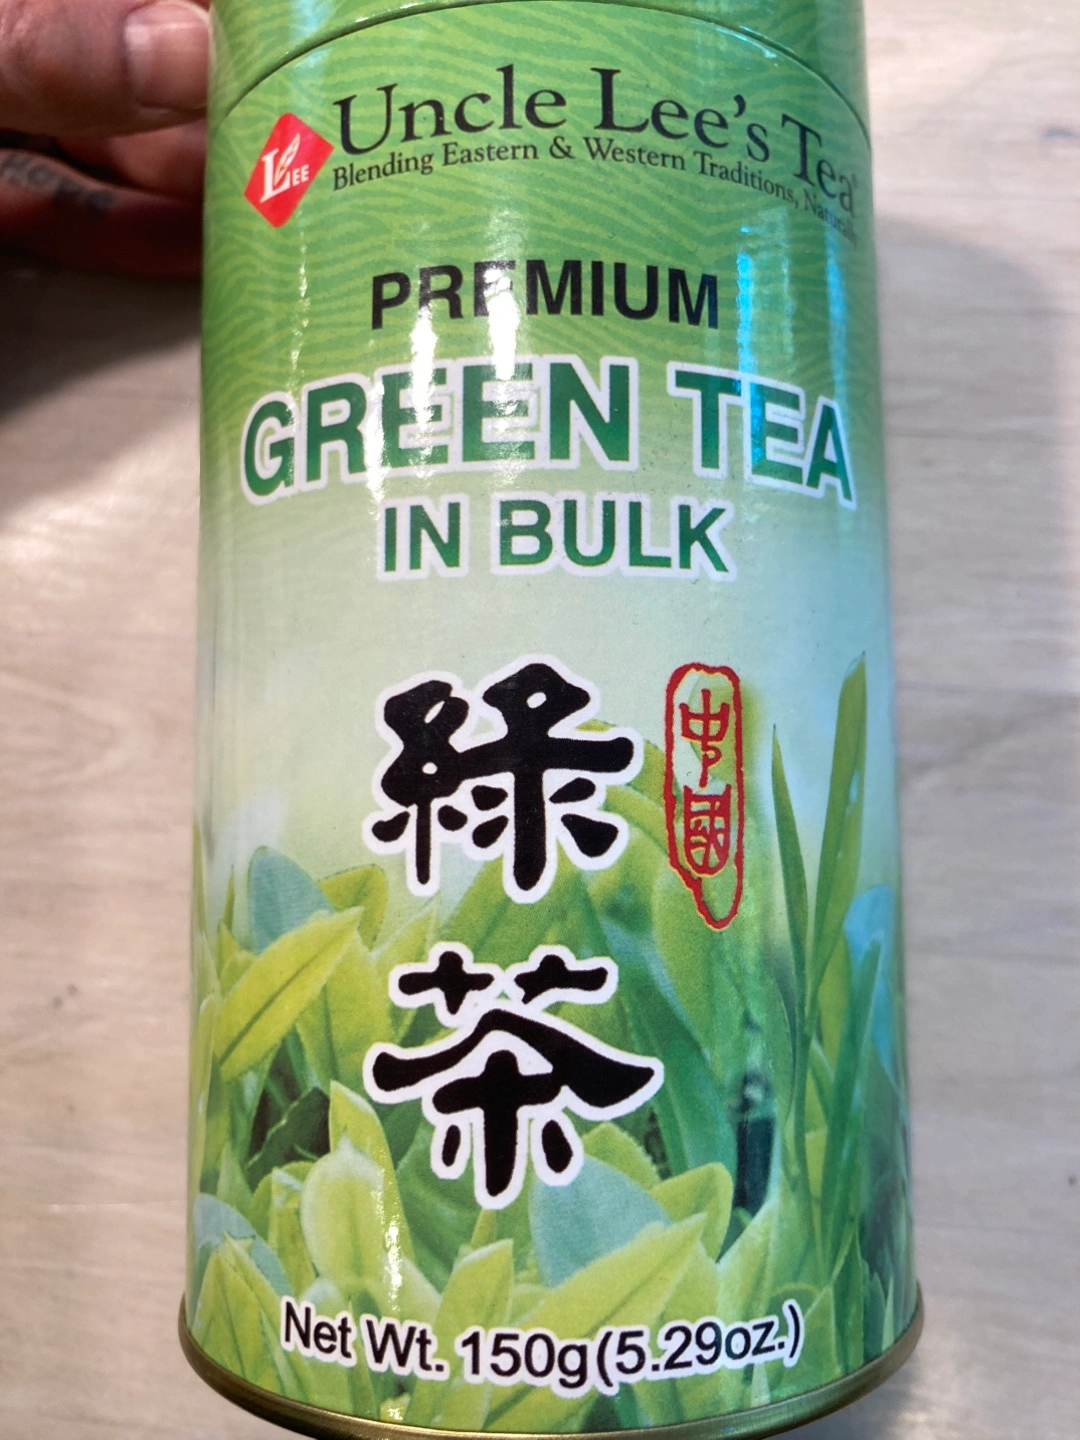 LEE
Uncle Lee's Tea
Blending Eastern & Western Traditions, Naturally
PREMIUM
GREEN TEA
IN BULK
綠
茶
中
國
Net Wt. 150g(5.29oz.)